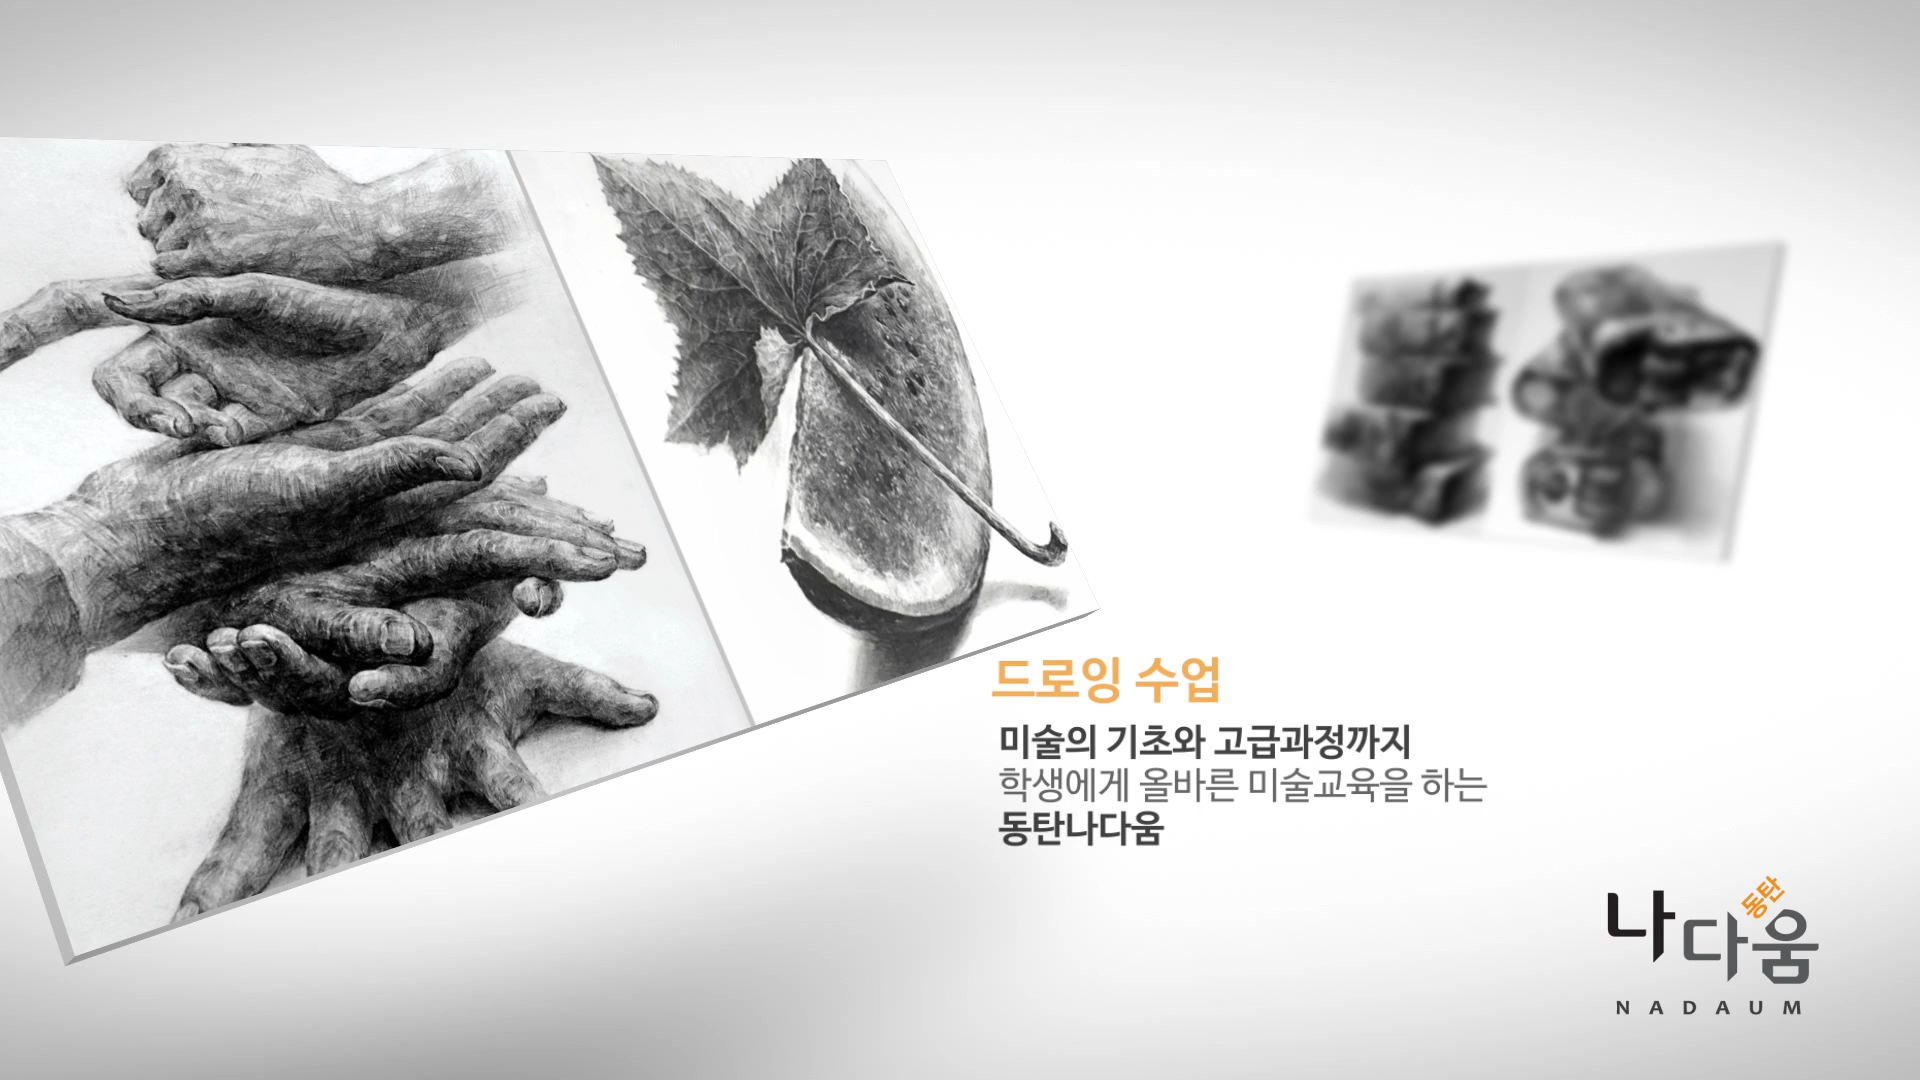 드로잉 수업
미술의 기초와 고급과정까지
학생에게 올바른 미술교육을 하는
동탄나다움
동탄
나다움
NADAUM